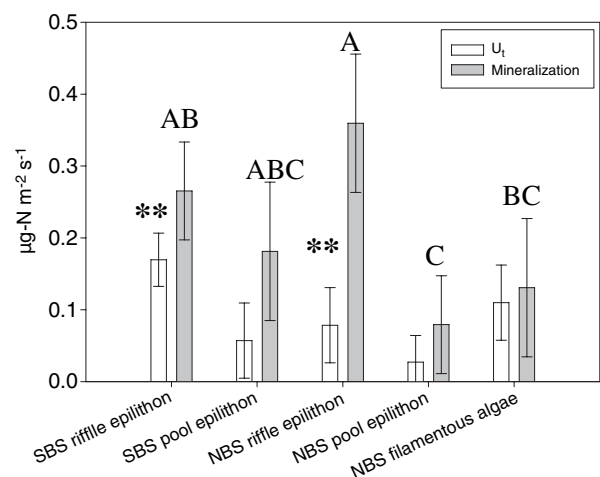 0.5
0.4
0.3
0.2
0.1
0.0
µg-N m-2 s-1
Ut
Mineralization
AB
ABC
A
C
BC
**
**
SBS riffle epilithon
SBS pool epilithon
NBS riffle epilithon
NBS pool epilithon
NBS filamentous algae